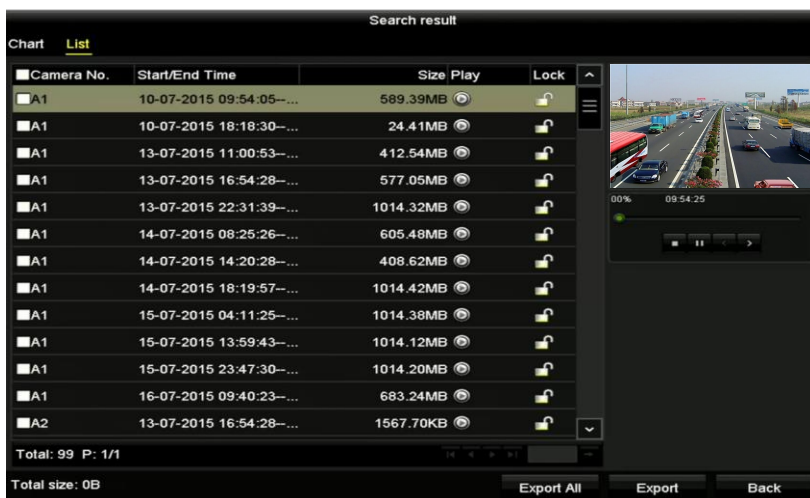 Search result
Chart List
Camera No. Start/End Time Size Play Lock
A1 10-07-2015 09:54:05--... 589.39MB
A1 10-07-2015 18:18:30--... 24.41MB
A1 13-07-2015 11:00:53--... 412.54MB
A1 13-07-2015 16:54:28--... 577.05MB
A1 13-07-2015 22:31:39--... 1014.32MB
A1 14-07-2015 08:25:26--... 605.48MB
A1 14-07-2015 14:20:28--... 408.62MB
A1 14-07-2015 18:19:57--... 1014.42MB
A1 15-07-2015 04:11:25--... 1014.38MB
A1 15-07-2015 13:59:43--... 1014.12MB
A1 15-07-2015 23:47:30--... 1014.20MB
A1 16-07-2015 09:40:23--... 683.24MB
A2 13-07-2015 16:54:28--... 1567.70KB
00% 09:54:25
Total: 99 P: 1/1
Total size: 0B
Export All Export Back